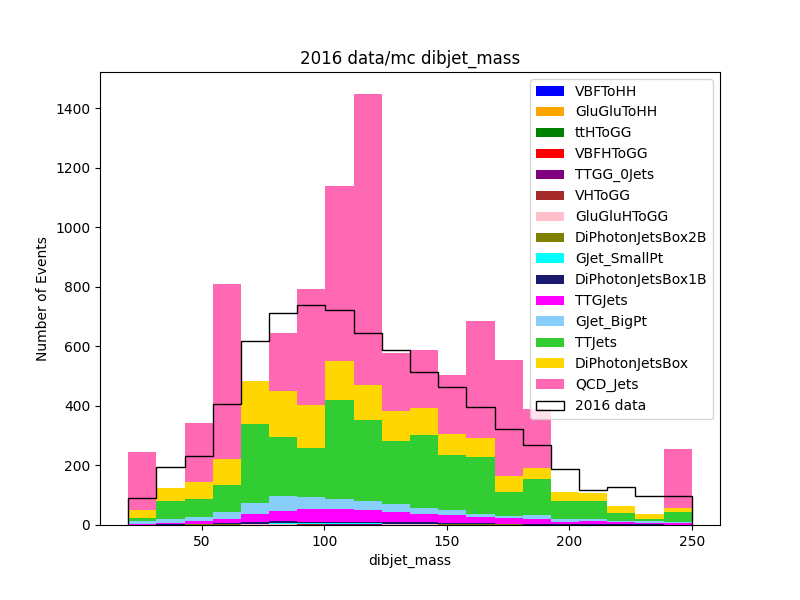 2016 data/mc dibjet_mass
Number of Events
1400
1200
1000
800
600
400
200
0
50
100
150
200
250
dibjet_mass
VBFToHH
GluGluToHH
ttHToGG
VBFHToGG
TTGG_0Jets
VHToGG
GluGluHToGG
DiPhotonJetsBox2B
GJet_SmallPt
DiPhotonJetsBox1B
TTGJets
GJet_BigPt
TTJets
DiPhotonJetsBox
QCD_Jets
2016 data